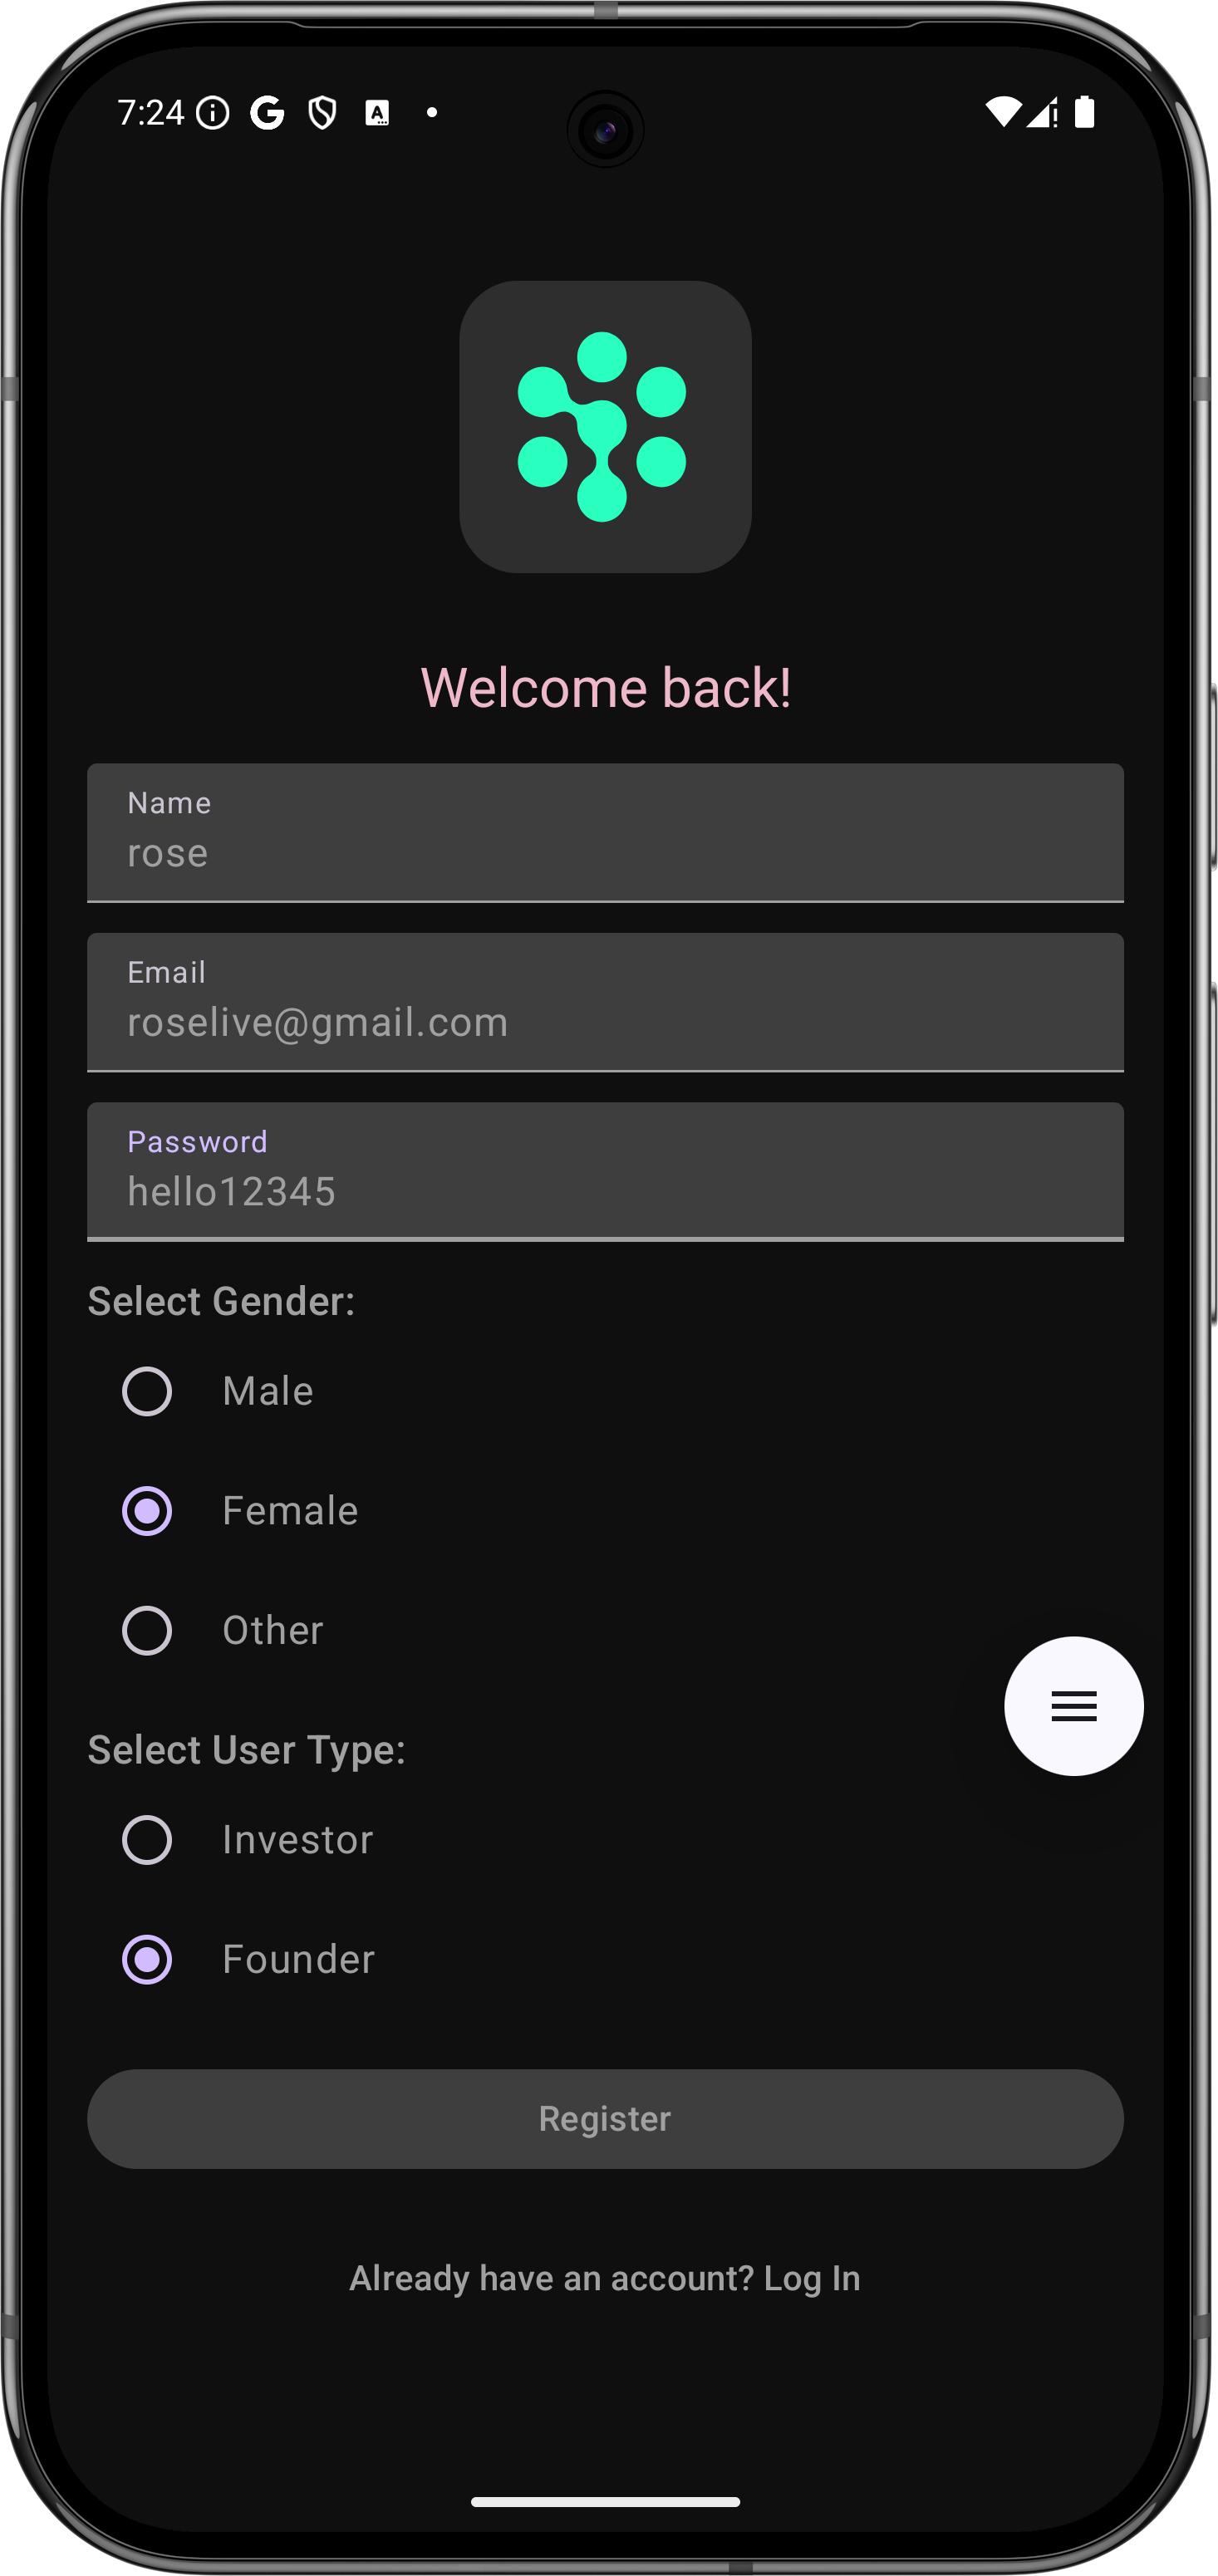 7:24
Welcome back!
Name
rose
Email
roselive@gmail.com
Password
hello12345
Select Gender:
Male
Female
Other
Select User Type:
Investor
Founder
Register
Already have an account? Log In